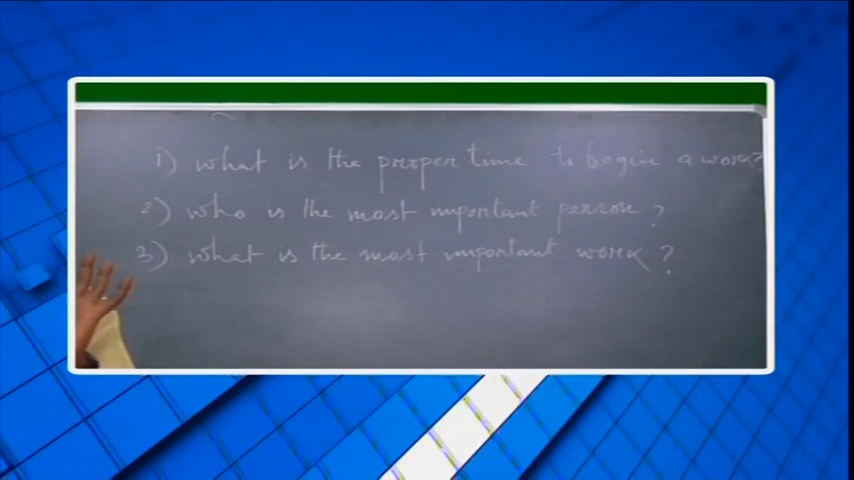 1) what is the proper time to begin a work?
2) who is the most important person ?
3) what is the most important work ?